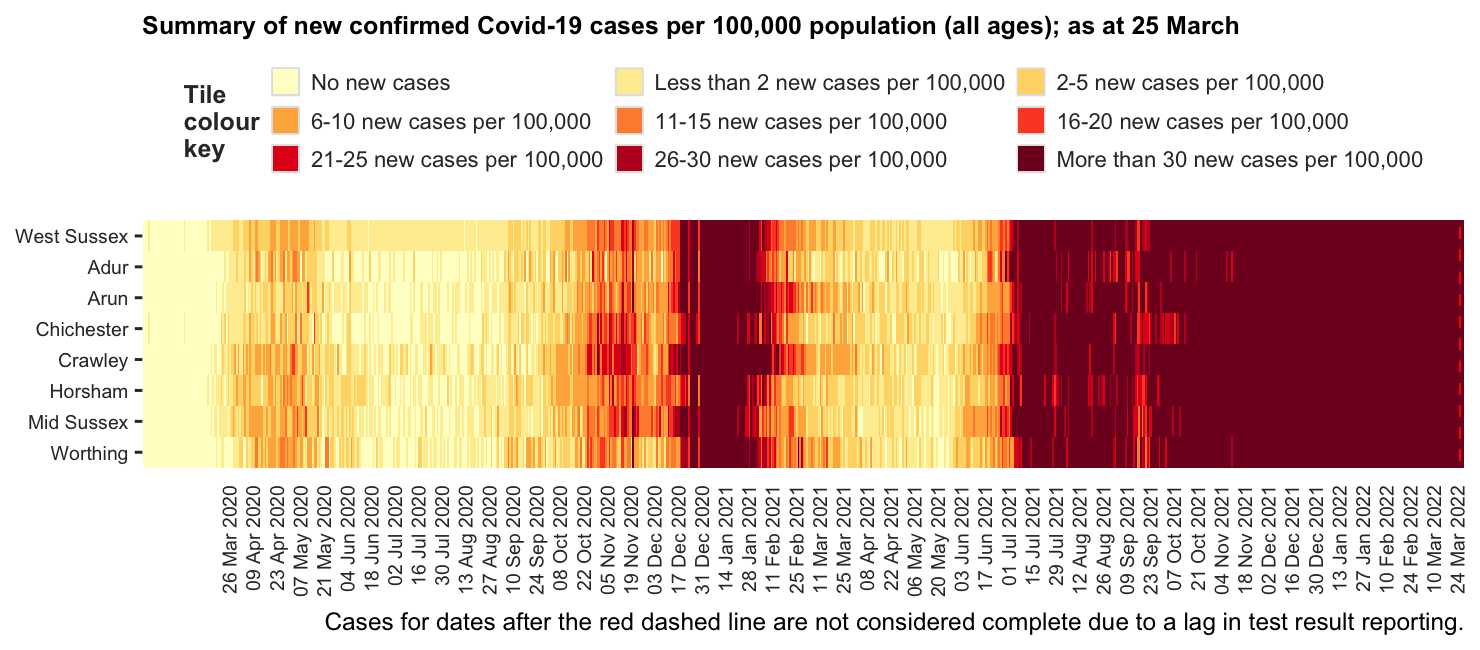 Summary of new confirmed Covid-19 cases per 100,000 population (all ages); as at 25 March
Tile
colour
key
No new cases
Less than 2 new cases per 100,000
2-5 new cases per 100,000
6-10 new cases per 100,000
11-15 new cases per 100,000
16-20 new cases per 100,000
21-25 new cases per 100,000
26-30 new cases per 100,000
More than 30 new cases per 100,000
West Sussex
Adur
Arun
Chichester
Crawley
Horsham
Mid Sussex
Worthing
26 Mar 2020
09 Apr 2020
23 Apr 2020
07 May 2020
21 May 2020
04 Jun 2020
18 Jun 2020
02 Jul 2020
16 Jul 2020
30 Jul 2020
13 Aug 2020
27 Aug 2020
10 Sep 2020
24 Sep 2020
08 Oct 2020
22 Oct 2020
05 Nov 2020
19 Nov 2020
03 Dec 2020
17 Dec 2020
31 Dec 2020
14 Jan 2021
28 Jan 2021
11 Feb 2021
25 Feb 2021
11 Mar 2021
25 Mar 2021
08 Apr 2021
22 Apr 2021
06 May 2021
20 May 2021
03 Jun 2021
17 Jun 2021
01 Jul 2021
15 Jul 2021
29 Jul 2021
12 Aug 2021
26 Aug 2021
09 Sep 2021
23 Sep 2021
07 Oct 2021
21 Oct 2021
04 Nov 2021
18 Nov 2021
02 Dec 2021
16 Dec 2021
30 Dec 2021
13 Jan 2022
27 Jan 2022
10 Feb 2022
24 Feb 2022
10 Mar 2022
24 Mar 2022
Cases for dates after the red dashed line are not considered complete due to a lag in test result reporting.